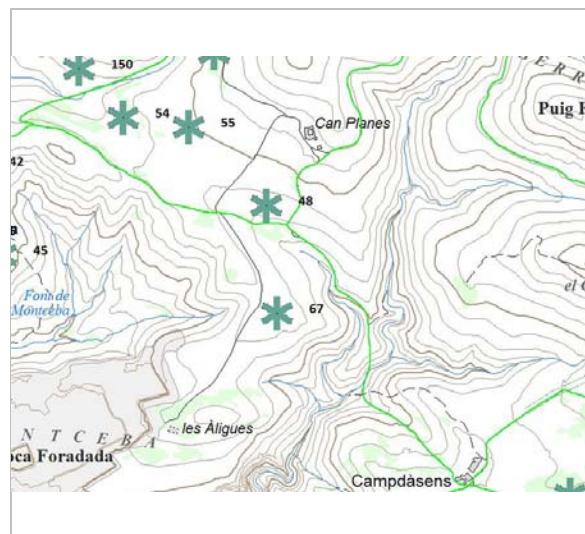 150
54
55
Can Planes
Puig
42
48
45
Font de
Montceba
67
el
les Àligues
NTCEBA
oca Foradada
Campdàsens